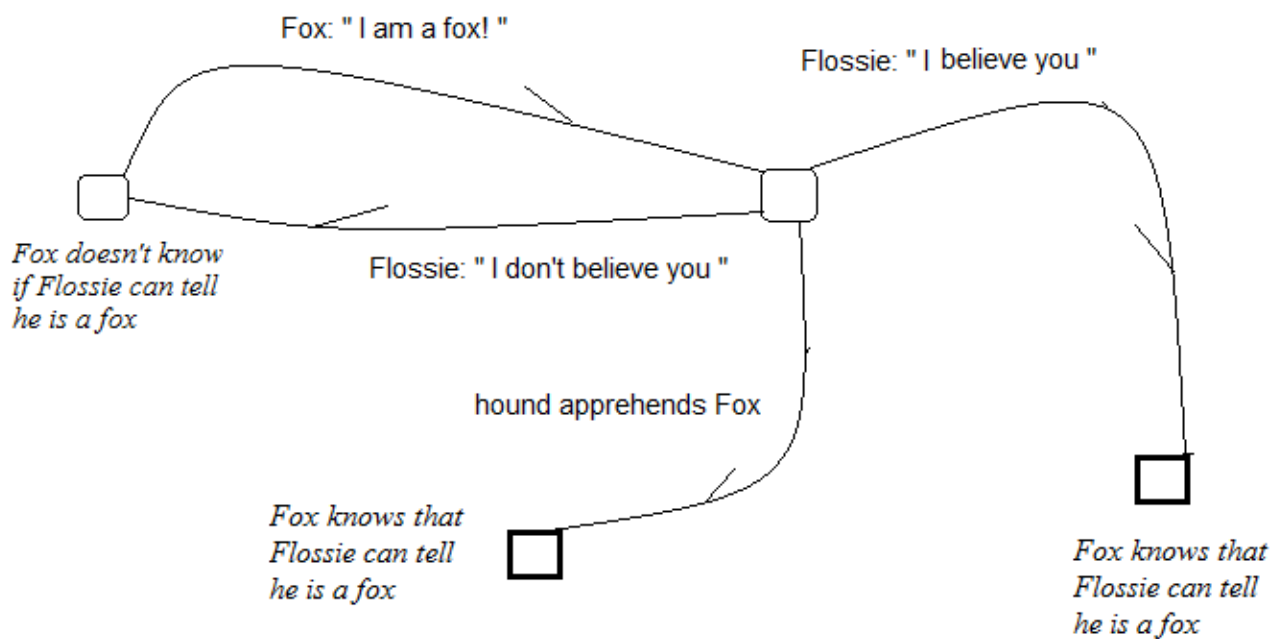 Fox: " I am a fox! "
Flossie: " I believe you "
Fox doesn't know
if Flossie can tell
he is a fox
Flossie: " I don't believe you "
hound apprehends Fox
Fox knows that
Flossie can tell
he is a fox
Fox knows that
Flossie can tell
he is a fox